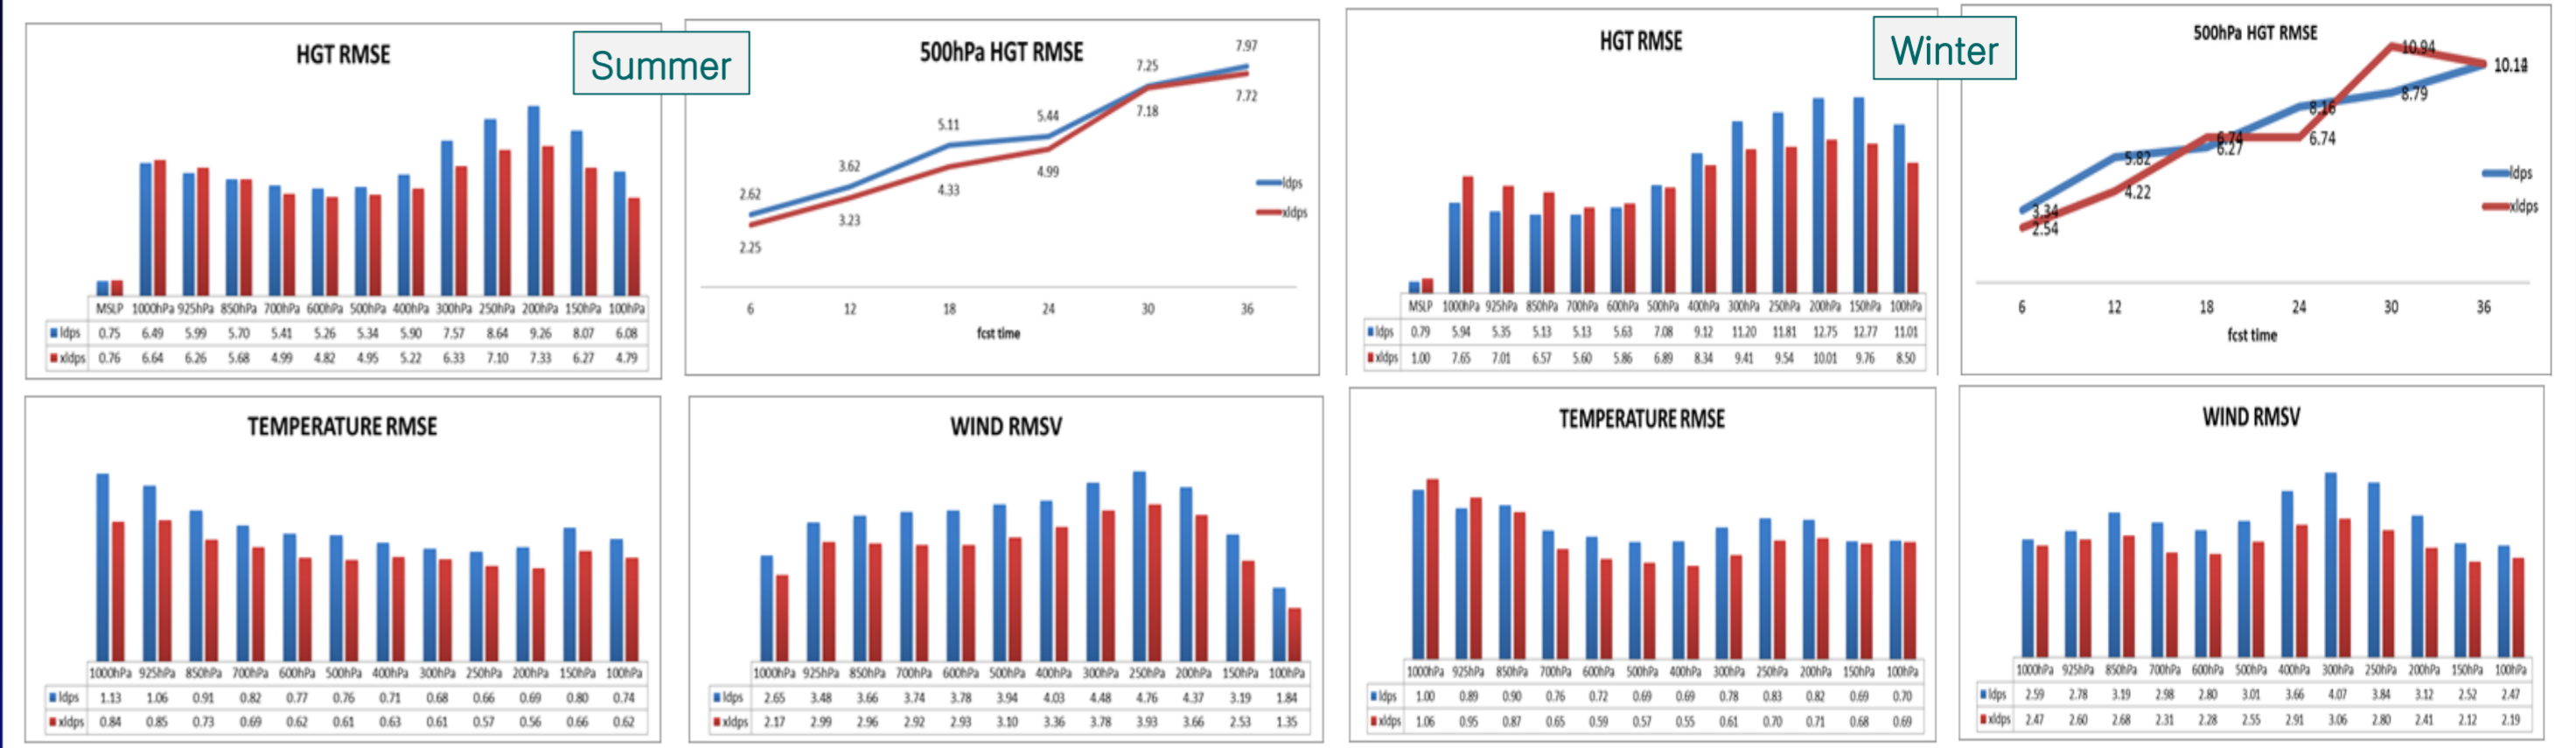 Summer
HGT RMSE
MSLP 1000hPa 925hPa 850hPa 700hPa 600hPa 500hPa 400hPa 300hPa 250hPa 200hPa 150hPa 100hPa
ldps 0.75 6.49 5.99 5.70 5.41 5.26 5.34 5.90 7.57 8.64 9.26 8.07 6.08
xldps 0.76 6.64 6.26 5.68 4.99 4.82 4.95 5.22 6.33 7.10 7.33 6.27 4.79
500hPa HGT RMSE
2.62 3.62 5.11 5.44 7.25 7.97
2.25 3.23 4.33 4.99 7.18 7.72
ldps
xldps
6 12 18 24 30 36
fcst time
Winter
HGT RMSE
MSLP 1000hPa 925hPa 850hPa 700hPa 600hPa 500hPa 400hPa 300hPa 250hPa 200hPa 150hPa 100hPa
ldps 0.79 5.94 5.35 5.13 5.13 5.63 7.08 9.12 11.20 11.81 12.75 12.77 11.01
xldps 1.00 7.65 7.01 6.57 5.60 5.86 6.89 8.34 9.41 9.54 10.01 9.76 8.50
500hPa HGT RMSE
3.34 5.82 6.27 8.16 8.79
2.54 4.22 6.74 6.74 10.94
ldps
xldps
6 12 18 24 30 36
fcst time
TEMPERATURE RMSE
1000hPa 925hPa 850hPa 700hPa 600hPa 500hPa 400hPa 300hPa 250hPa 200hPa 150hPa 100hPa
ldps 1.13 1.06 0.91 0.82 0.77 0.76 0.71 0.68 0.66 0.69 0.80 0.74
xldps 0.84 0.85 0.73 0.69 0.62 0.61 0.63 0.61 0.57 0.56 0.66 0.62
WIND RMSV
1000hPa 925hPa 850hPa 700hPa 600hPa 500hPa 400hPa 300hPa 250hPa 200hPa 150hPa 100hPa
ldps 2.65 3.48 3.66 3.74 3.78 3.94 4.03 4.48 4.76 4.37 3.19 1.84
xldps 2.17 2.99 2.96 2.92 2.93 3.10 3.36 3.78 3.93 3.66 2.53 1.35
TEMPERATURE RMSE
1000hPa 925hPa 850hPa 700hPa 600hPa 500hPa 400hPa 300hPa 250hPa 200hPa 150hPa 100hPa
ldps 1.00 0.89 0.90 0.76 0.72 0.69 0.69 0.78 0.83 0.82 0.69 0.70
xldps 1.06 0.95 0.87 0.65 0.59 0.57 0.55 0.61 0.70 0.71 0.68 0.69
WIND RMSV
1000hPa 925hPa 850hPa 700hPa 600hPa 500hPa 400hPa 300hPa 250hPa 200hPa 150hPa 100hPa
ldps 2.59 2.78 3.19 2.98 2.80 3.01 3.66 4.07 3.84 3.12 2.52 2.47
xldps 2.47 2.60 2.68 2.31 2.28 2.55 2.91 3.06 2.80 2.41 2.12 2.19